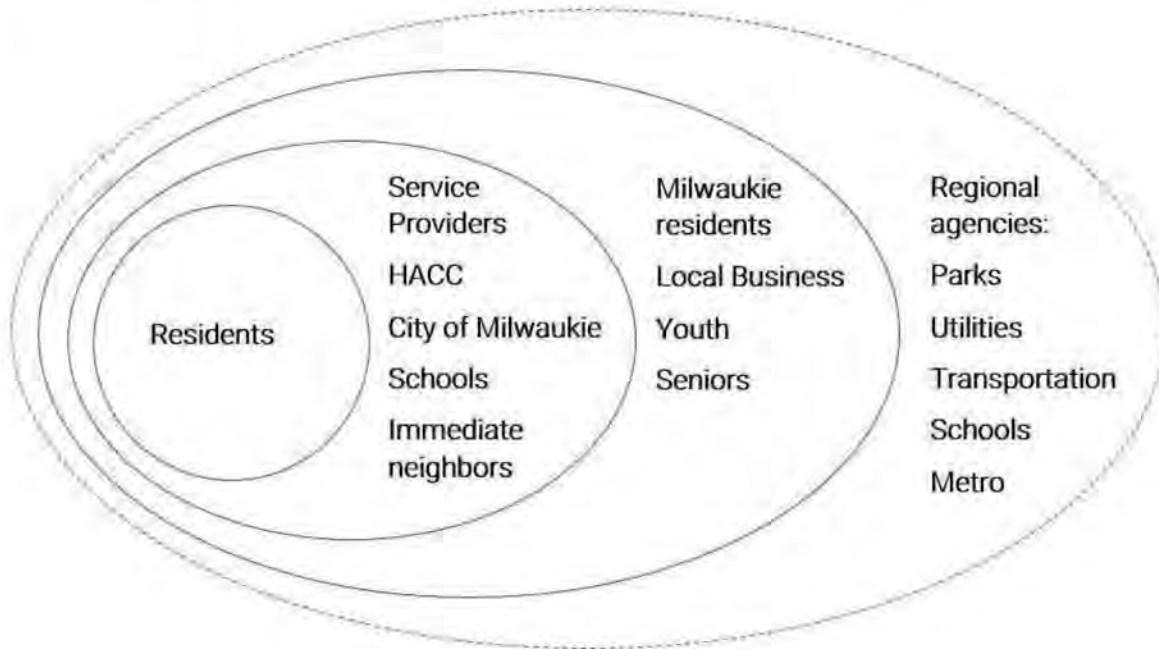 Residents
Service
Providers
HACC
City of Milwaukie
Schools
Immediate
neighbors
Milwaukie
residents
Local Business
Youth
Seniors
Regional
agencies:
Parks
Utilities
Transportation
Schools
Metro